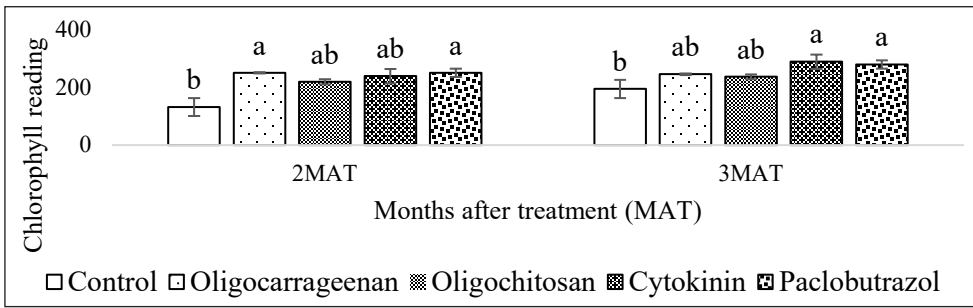 Chlorophyll reading
400
200
0
b a ab ab a
b ab ab a a
2MAT 3MAT
Months after treatment (MAT)
Control Oligocarrageenan Oligochitosan Cytokinin Paclobutrazol